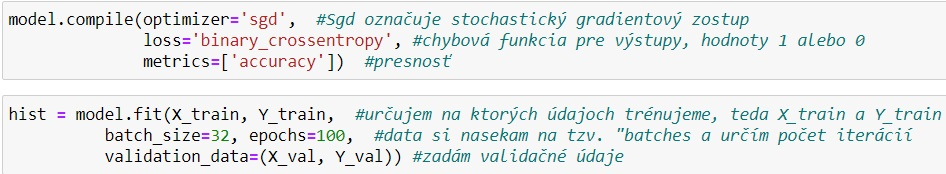 model.compile(optimizer='sgd', #Sgd označuje stochastický gradientový zostup
loss='binary_crossentropy', #chybová funkcia pre výstupy, hodnoty 1 alebo 0
metrics=['accuracy']) #presnosť
hist = model.fit(X_train, Y_train, #určujem na ktorých údajoch trénujeme, teda X_train a Y_train
batch_size=32, epochs=100, #data si nasekam na tzv. "batches a určím počet iterácií
validation_data=(X_val, Y_val)) #zadám validačné údaje